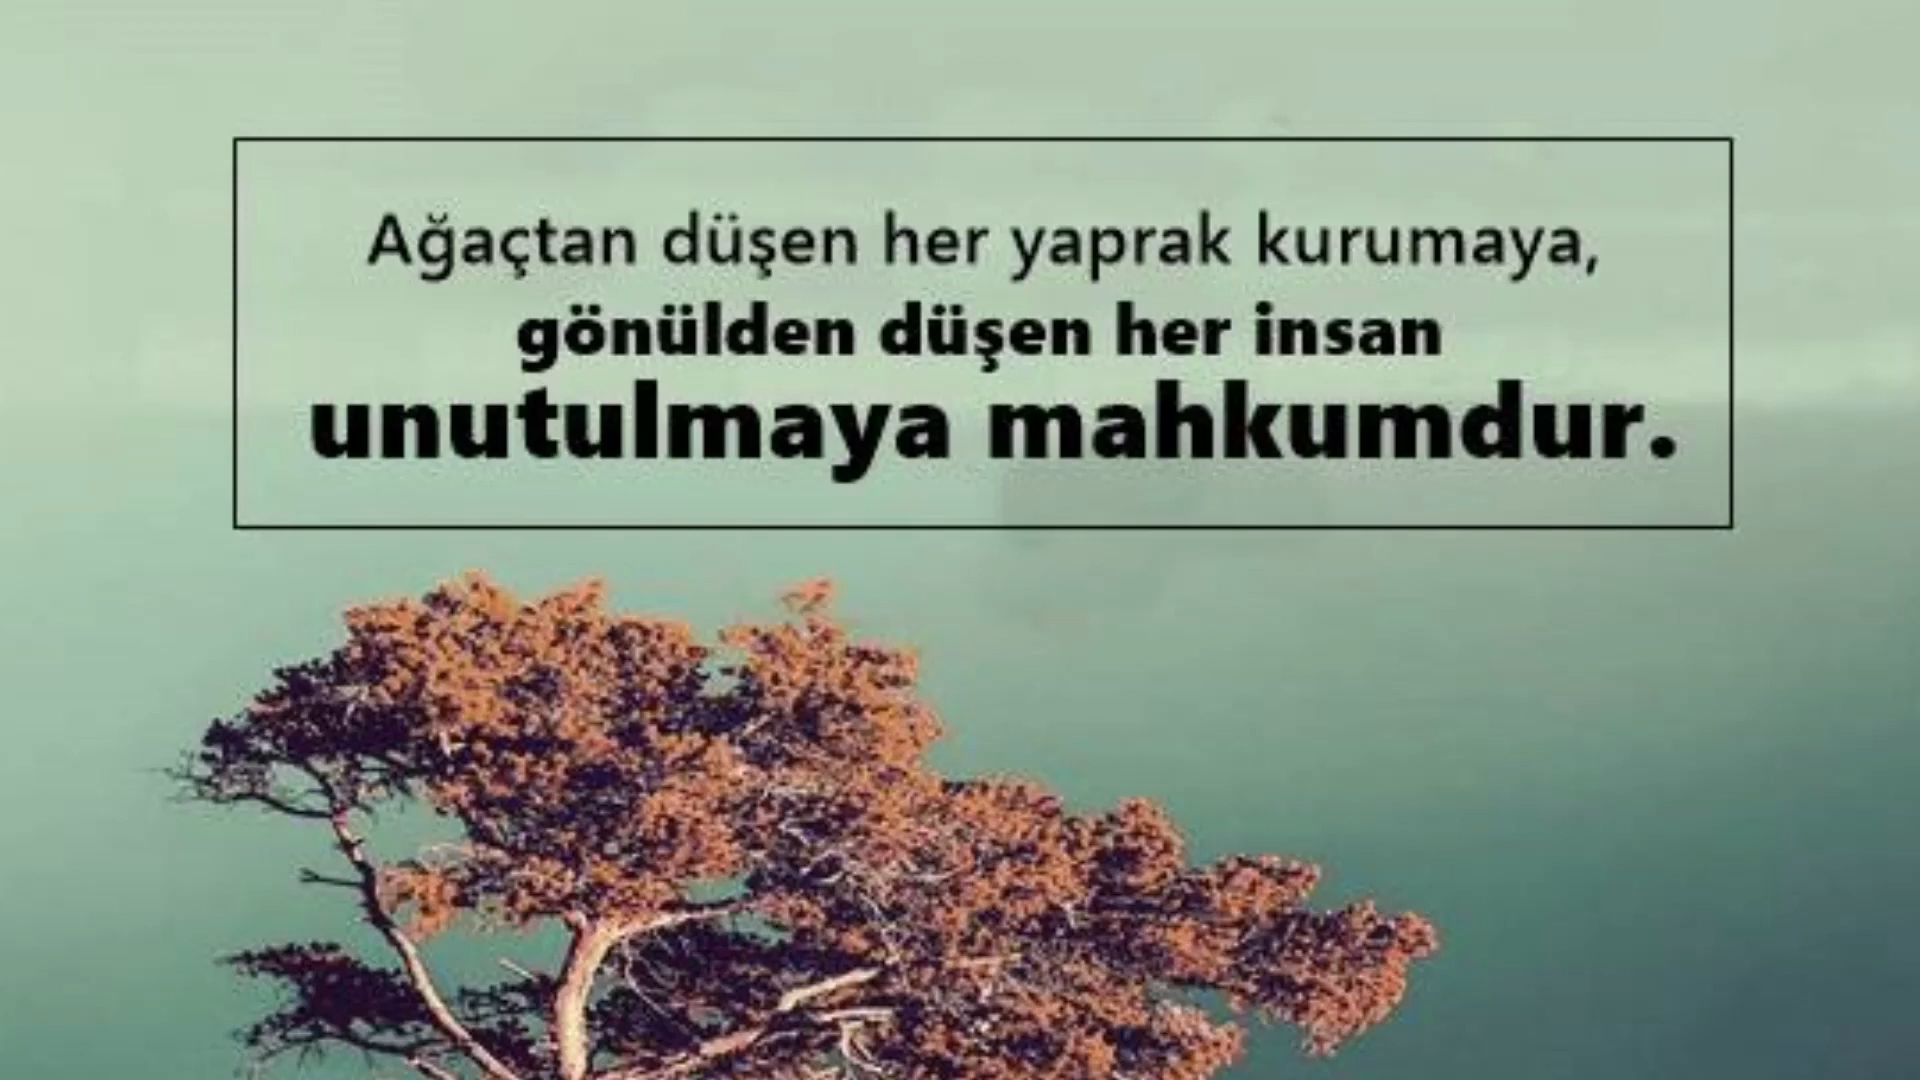 Ağaçtan düşen her yaprak kurumaya,
gönülden düşen her insan
unutulmaya mahkumdur.